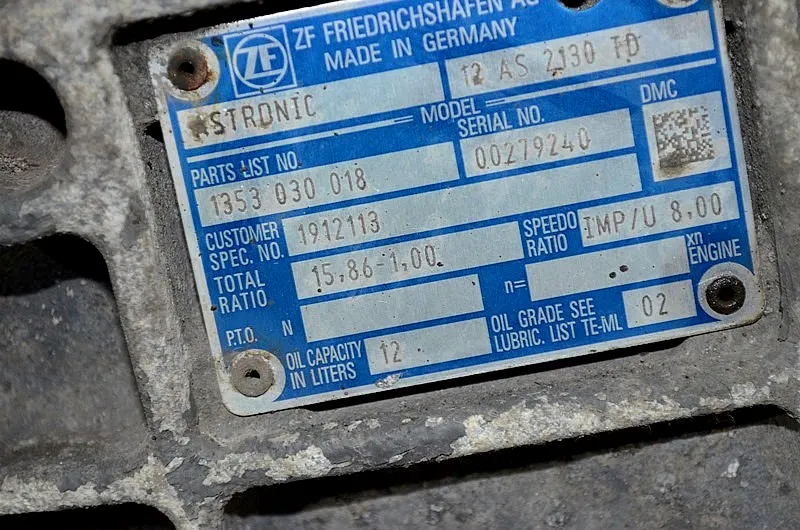 ZF
ZF FRIEDRICHSHAFEN AG
MADE IN GERMANY
ASTRONIC
12 AS 2130 TD
MODEL
PARTS LIST NO.
1353 030 018
SERIAL NO.
00279240
DMC
CUSTOMER
SPEC. NO.
1912113
TOTAL
RATIO
15,86-1,00
SPEEDO
RATIO
IMP/U 8,00
P.T.O. N
n=
xn
ENGINE
OIL CAPACITY
IN LITERS
12
OIL GRADE SEE
LUBRIC. LIST TE-ML
02